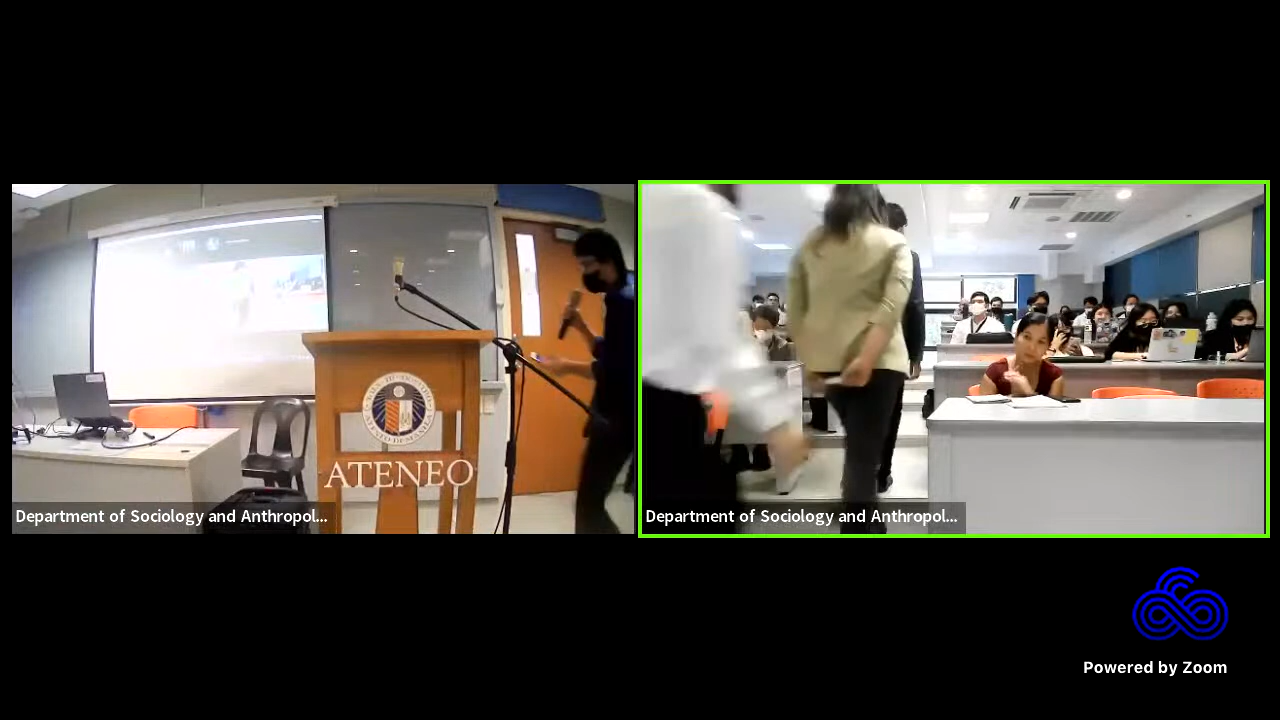 ATENEO
Department of Sociology and Anthropol...
Department of Sociology and Anthropol...
Powered by Zoom